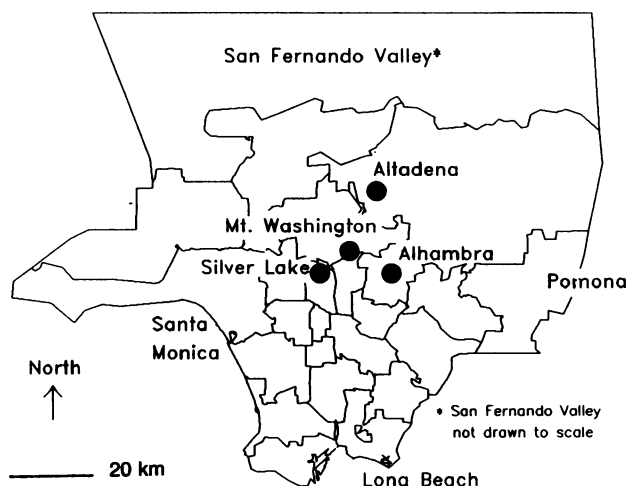 San Fernando Valley*
Altadena
Mt. Washington
Silver Lake
Alhambra
Pomona
Santa
Monica
North
* San Fernando Valley
not drawn to scale
20 km
Long Beach